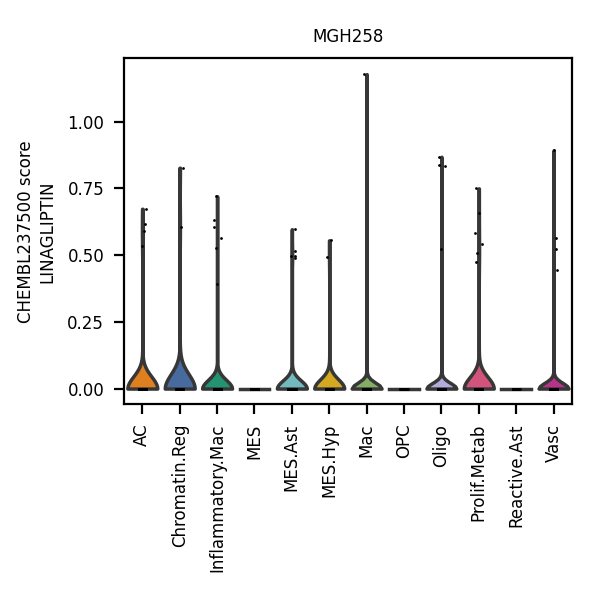 MGH258
CHEMBL237500 score
LINAGLIPTIN
1.00
0.75
0.50
0.25
0.00
AC
Chromatin.Reg
Inflammatory.Mac
MES
MES.Ast
MES.Hyp
Mac
OPC
Oligo
Prolif.Metab
Reactive.Ast
Vasc